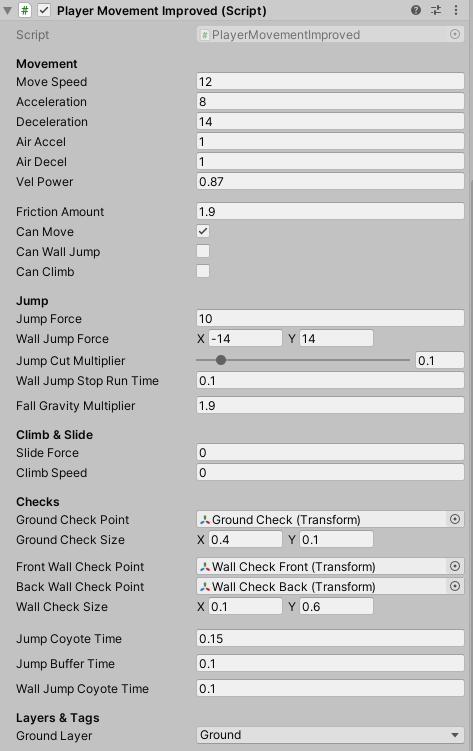 Player Movement Improved (Script)
Script PlayerMovementImproved
Movement
Move Speed 12
Acceleration 8
Deceleration 14
Air Accel 1
Air Decel 1
Vel Power 0.87
Friction Amount 1.9
Can Move
Can Wall Jump
Can Climb
Jump
Jump Force 10
Wall Jump Force X -14 Y 14
Jump Cut Multiplier 0.1
Wall Jump Stop Run Time 0.1
Fall Gravity Multiplier 1.9
Climb & Slide
Slide Force 0
Climb Speed 0
Checks
Ground Check Point Ground Check (Transform)
Ground Check Size X 0.4 Y 0.1
Front Wall Check Point Wall Check Front (Transform)
Back Wall Check Point Wall Check Back (Transform)
Wall Check Size X 0.1 Y 0.6
Jump Coyote Time 0.15
Jump Buffer Time 0.1
Wall Jump Coyote Time 0.1
Layers & Tags
Ground Layer Ground